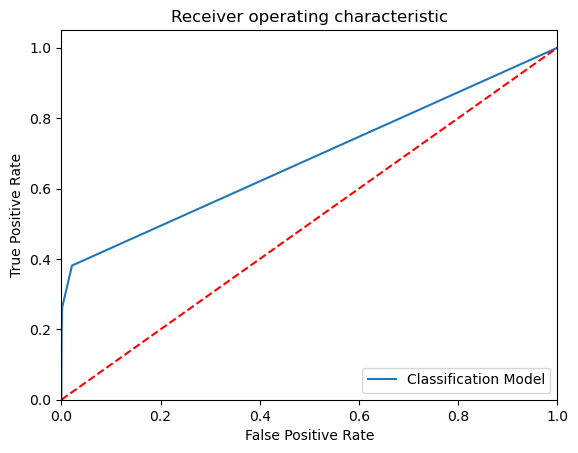 Receiver operating characteristic
True Positive Rate
1.0
0.8
0.6
0.4
0.2
0.0
Classification Model
0.0 0.2 0.4 0.6 0.8 1.0
False Positive Rate